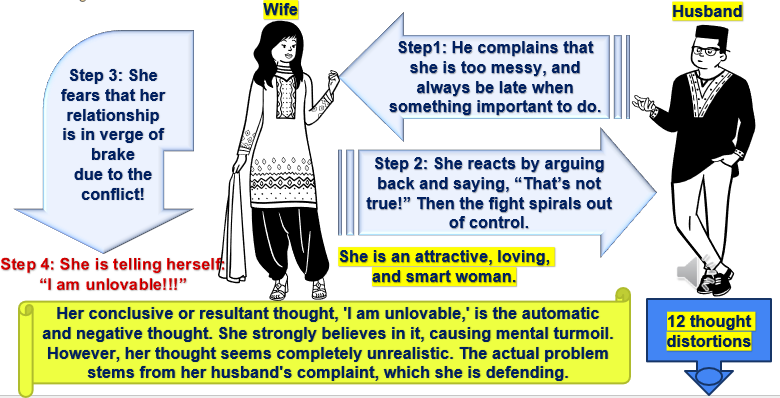 Wife
Husband
Step1: He complains that
she is too messy, and
always be late when
something important to do.
Step 2: She reacts by arguing
back and saying, “That’s not
true!” Then the fight spirals out
of control.
Step 3: She
fears that her
relationship
is in verge of
brake
due to the
conflict!
Step 4: She is telling herself:
“I am unlovable!!!”
She is an attractive, loving,
and smart woman.
Her conclusive or resultant thought, 'I am unlovable,' is the automatic
and negative thought. She strongly believes in it, causing mental turmoil.
However, her thought seems completely unrealistic. The actual problem
stems from her husband's complaint, which she is defending.
12 thought
distortions